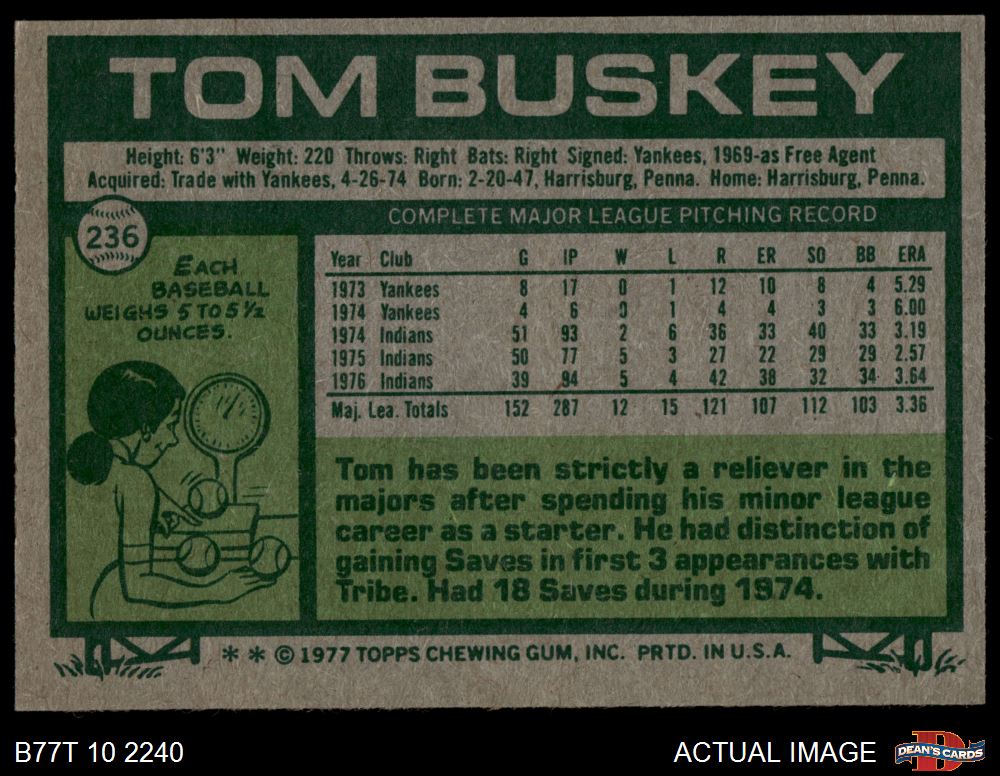 TOM BUSKEY
Height: 6'3" Weight: 220 Throws: Right Bats: Right Signed: Yankees, 1969-as Free Agent
Acquired: Trade with Yankees, 4-26-74 Born: 2-20-47, Harrisburg, Penna. Home: Harrisburg, Penna.
236
EACH
BASEBALL
WEIGHS 5 TO 5 1/2
OUNCES.
COMPLETE MAJOR LEAGUE PITCHING RECORD
Year Club G IP W L R ER SO BB ERA
1973 Yankees 8 17 0 1 12 10 8 4 5.29
1974 Yankees 4 6 0 1 4 4 3 3 6.00
1974 Indians 51 93 2 6 36 33 40 33 3.19
1975 Indians 50 77 5 3 27 22 29 29 2.57
1976 Indians 39 94 5 4 42 38 32 34 3.64
Maj. Lea. Totals 152 287 12 15 121 107 112 103 3.36
Tom has been strictly a reliever in the
majors after spending his minor league
career as a starter. He had distinction of
gaining Saves in first 3 appearances with
Tribe. Had 18 Saves during 1974.
* * © 1977 TOPPS CHEWING GUM, INC. PRTD. IN U.S.A.
B77T 10 2240
ACTUAL IMAGE
DEAN'S CARDS